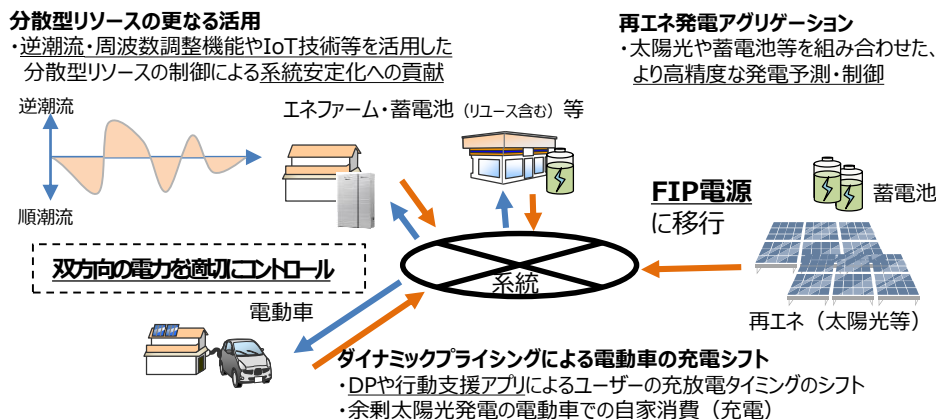 分散型リソースの更なる活用
・逆潮流・周波数調整機能やIoT技術等を活用した
分散型リソースの制御による系統安定化への貢献
再エネ発電アグリゲーション
・太陽光や蓄電池等を組み合わせた、
より高精度な発電予測・制御
逆潮流
順潮流
エネファーム・蓄電池（リユース含む）等
FIP電源
に移行
蓄電池
双方向の電力を適切にコントロール
系統
電動車
再エネ（太陽光等）
ダイナミックプライシングによる電動車の充電シフト
・DPや行動支援アプリによるユーザーの充放電タイミングのシフト
・余剰太陽光発電の電動車での自家消費（充電）